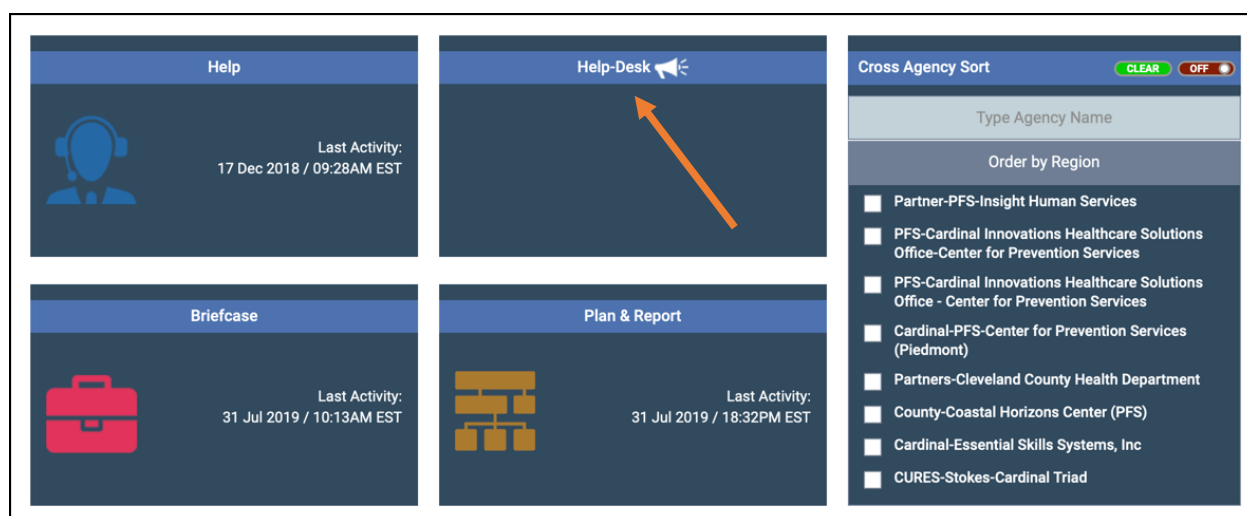 Help
Last Activity:
17 Dec 2018 / 09:28AM EST
Help-Desk
Briefcase
Last Activity:
31 Jul 2019 / 10:13AM EST
Plan & Report
Last Activity:
31 Jul 2019 / 18:32PM EST
Cross Agency Sort
CLEAR
OFF
Type Agency Name
Order by Region
Partner-PFS-Insight Human Services
PFS-Cardinal Innovations Healthcare Solutions
Office-Center for Prevention Services
PFS-Cardinal Innovations Healthcare Solutions
Office - Center for Prevention Services
Cardinal-PFS-Center for Prevention Services
(Piedmont)
Partners-Cleveland County Health Department
County-Coastal Horizons Center (PFS)
Cardinal-Essential Skills Systems, Inc
CURES-Stokes-Cardinal Triad